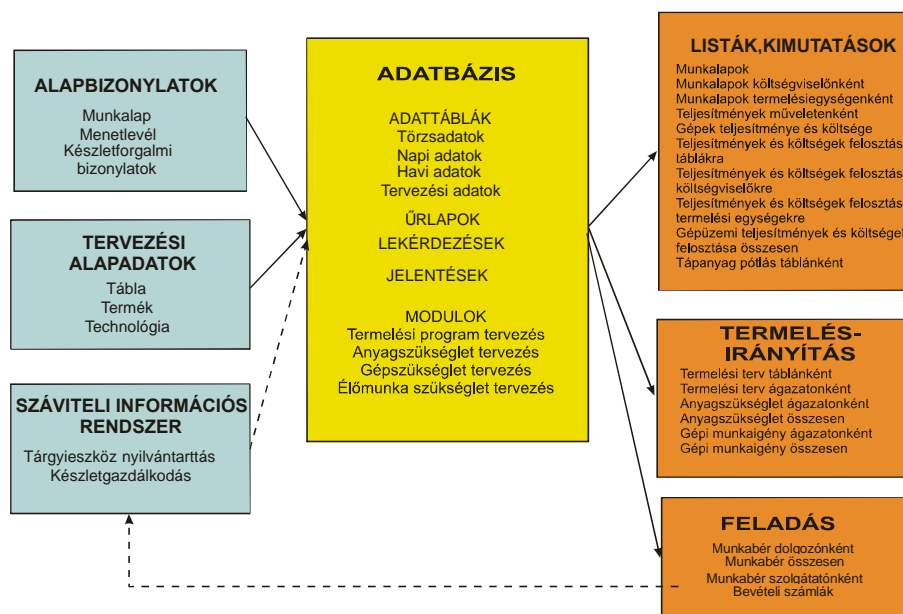 ALAPBIZONYLATOK
Munkalap
Menetlevél
Készletforgalmi
bizonylatok
TERVEZÉSI
ALAPADATOK
Tábla
Termék
Technológia
SZÁVITELI INFORMÁCIÓS
RENDSZER
Tárgyieszköz nyilvántarttás
Készletgazdálkodás
ADATBÁZIS
ADATTÁBLÁK
Törzsadatok
Napi adatok
Havi adatok
Tervezési adatok
ŰRLAPOK
LEKÉRDEZÉSEK
JELENTÉSEK
MODULOK
Termelési program tervezés
Anyagszükséglet tervezés
Gépszükséglet tervezés
Élőmunka szükséglet tervezés
LISTÁK,KIMUTATÁSOK
Munkalapok
Munkalapok költségviselőnként
Munkalapok termelésiegységenként
Teljesítmények műveletenként
Gépek teljesítménye és költsége
Teljesítmények és költségek felosztás
táblákra
Teljesítmények és költségek felosztás
költségviselőkre
Teljesítmények és költségek felosztás
termelési egységekre
Gépüzemi teljesítmények és költségel
felosztása összesen
Tápanyag pótlás táblánként
TERMELÉS-
IRÁNYÍTÁS
Termelési terv táblánként
Termelési terv ágazatonként
Anyagszükséglet ágazatonként
Anyagszükséglet összesen
Gépi munkaigény ágazatonként
Gépi munkaigény összesen
FELADÁS
Munkabér dolgozónként
Munkabér összesen
Munkabér szolgátatónként
Bevételi számlák